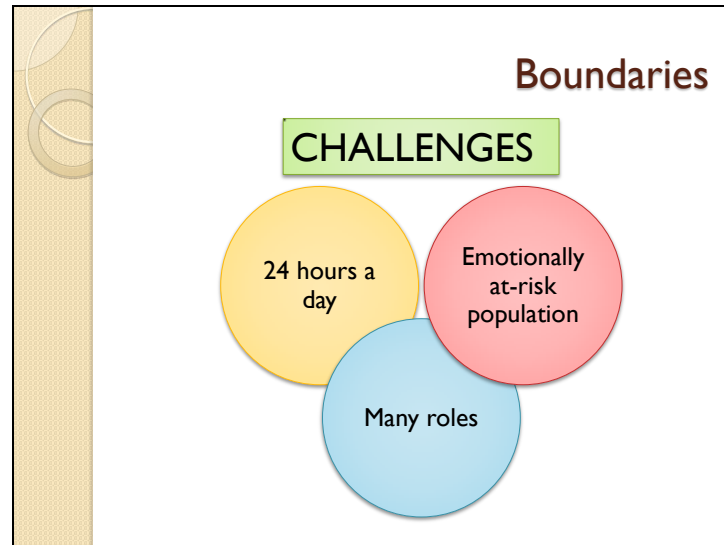 Boundaries
CHALLENGES
24 hours a
day
Emotionally
at-risk
population
Many roles